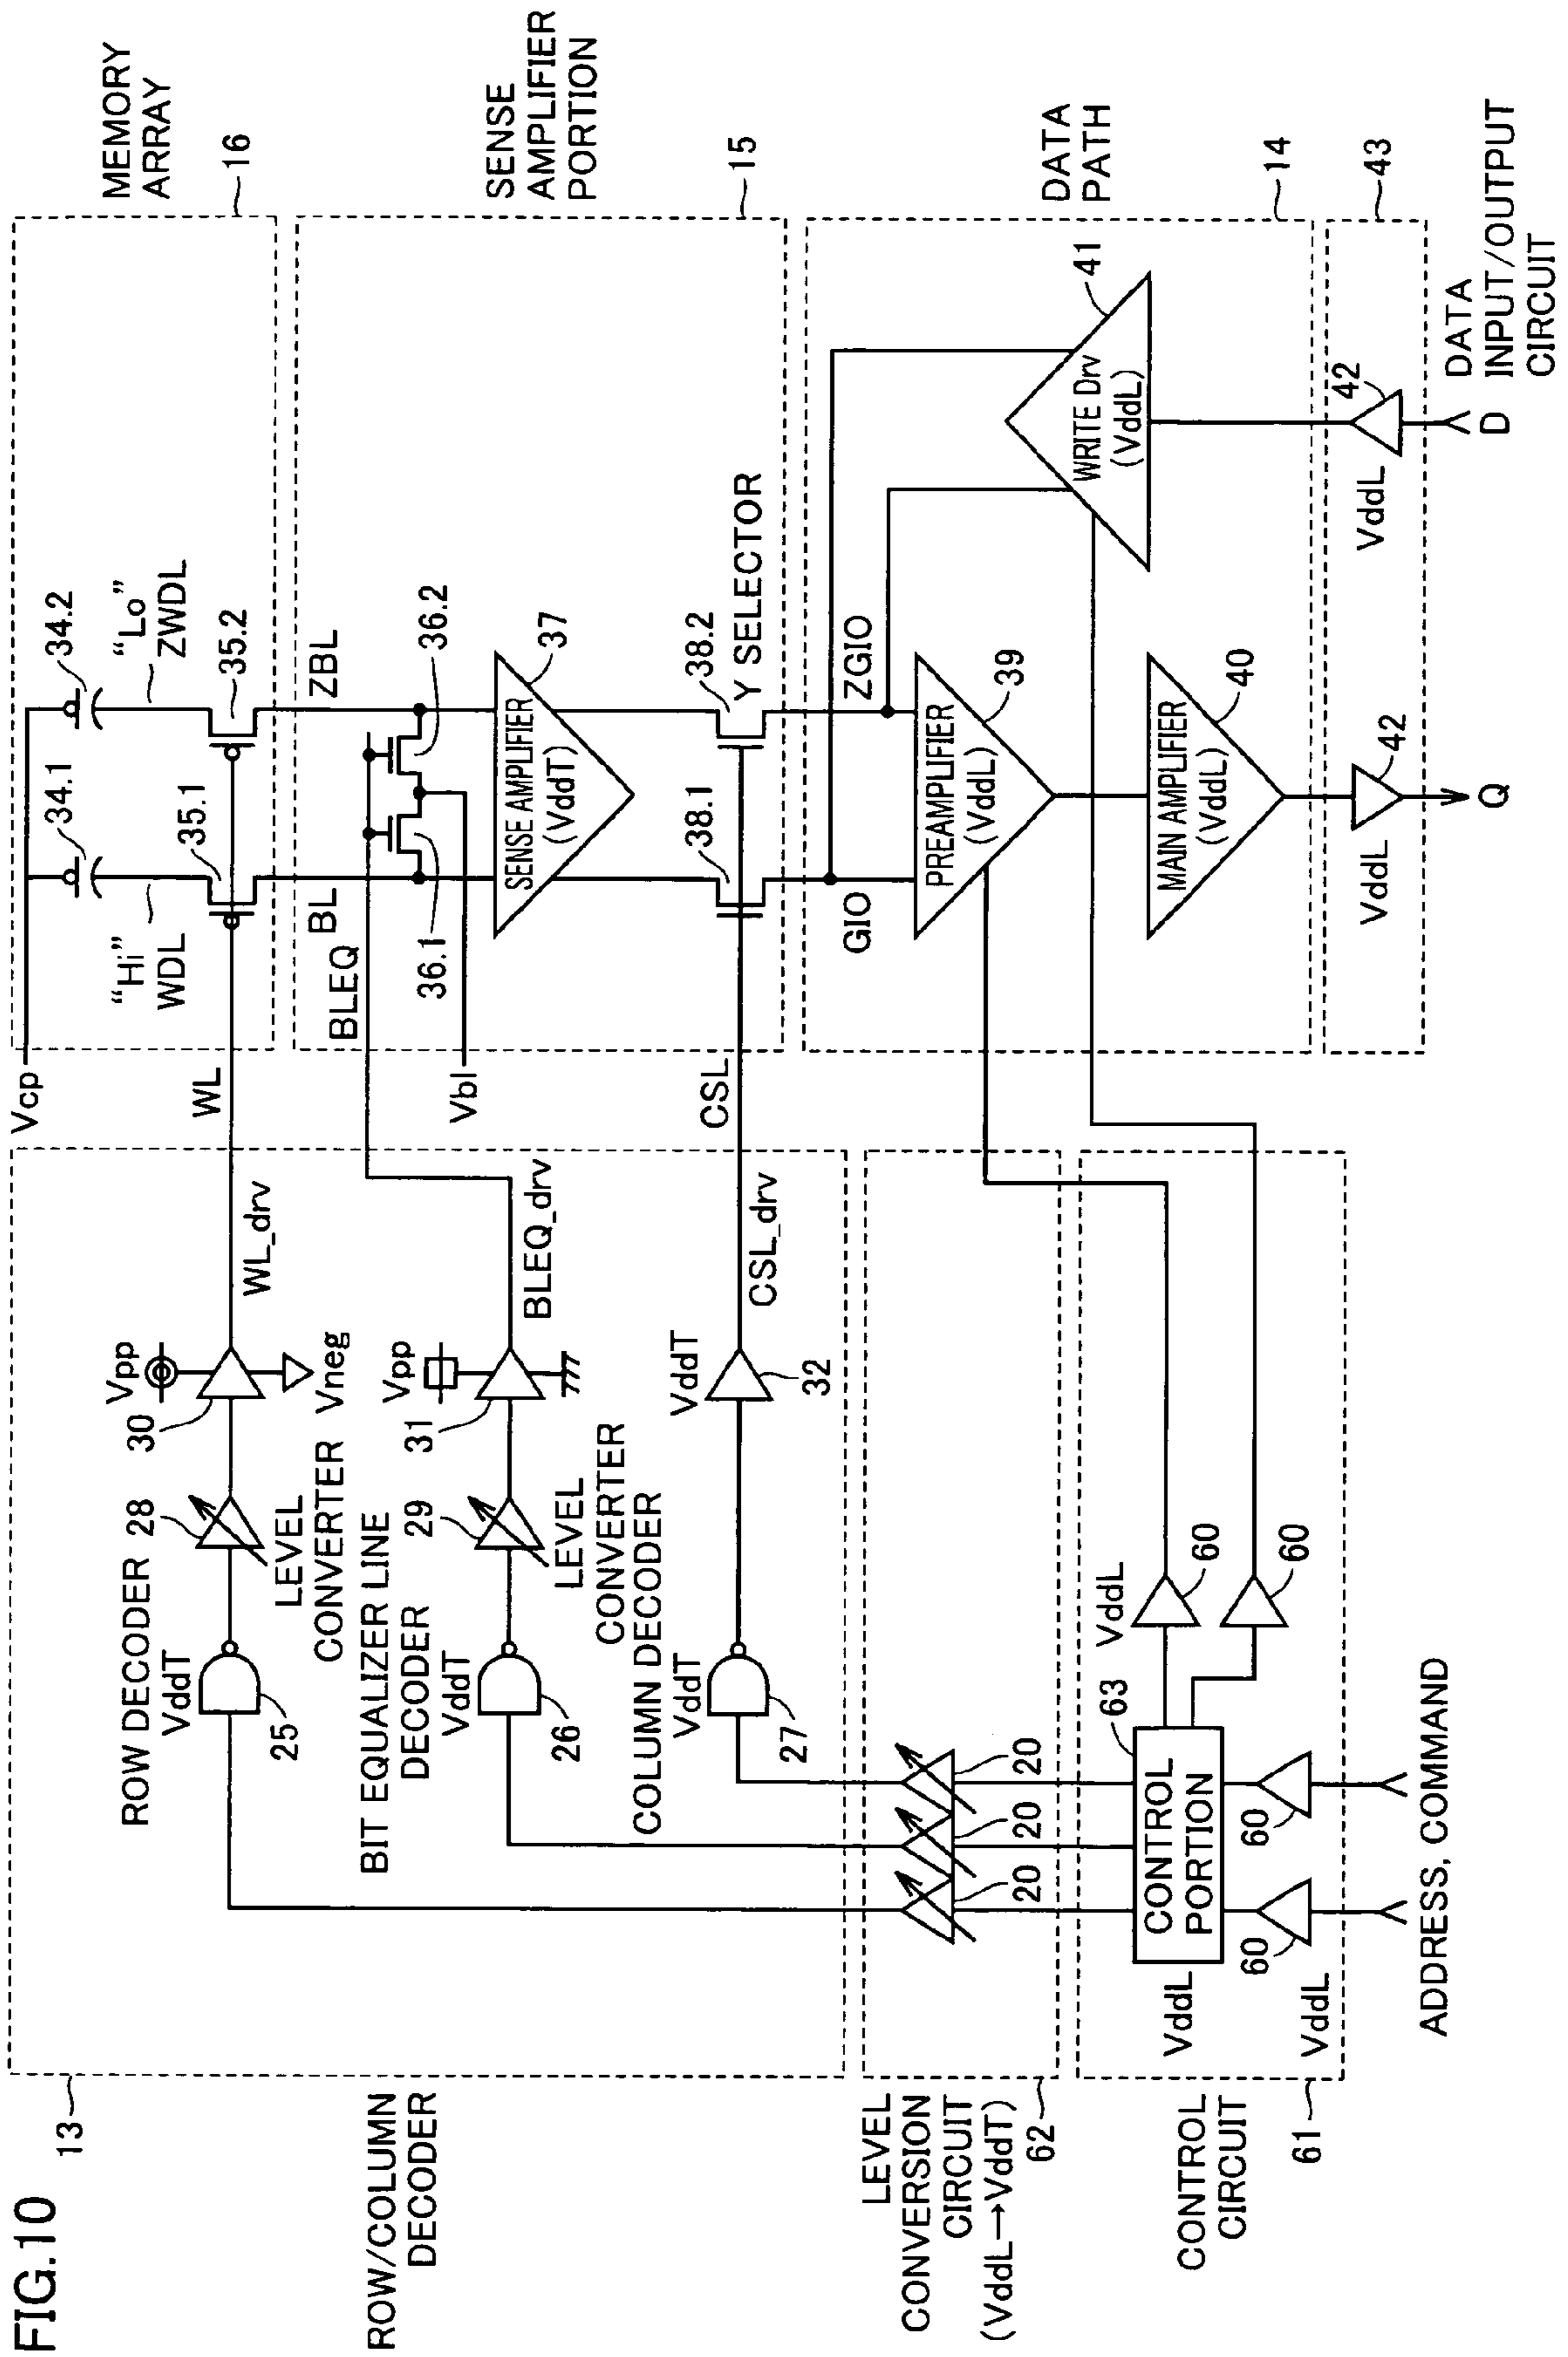 FIG.10
ROW/COLUMN
DECODER
13
ROW DECODER
VddT
25
28
LEVEL
CONVERTER
30
Vpp
Vneg
WL_drv
WL
Vcp
BIT EQUALIZER LINE
DECODER
VddT
26
29
LEVEL
CONVERTER
31
Vpp
BLEQ_drv
BLEQ
Vbl
COLUMN DECODER
VddT
27
VddT
32
CSL_drv
CSL
MEMORY
ARRAY
16
34.1
34.2
"Hi"
WDL
"Lo"
ZWDL
35.1
35.2
SENSE
AMPLIFIER
PORTION
15
BL
ZBL
36.1
36.2
SENSE AMPLIFIER
(VddT)
37
38.1
38.2
Y SELECTOR
DATA
PATH
14
GIO
ZGIO
PREAMPLIFIER
(VddL)
39
MAIN AMPLIFIER
(VddL)
40
WRITE Drv
(VddL)
41
43
VddL
42
Q
VddL
42
D
DATA
INPUT/OUTPUT
CIRCUIT
LEVEL
CONVERSION
CIRCUIT
(VddL→VddT)
62
20
20
20
CONTROL
CIRCUIT
61
CONTROL
PORTION
63
VddL
VddL
60
60
VddL
60
60
ADDRESS, COMMAND